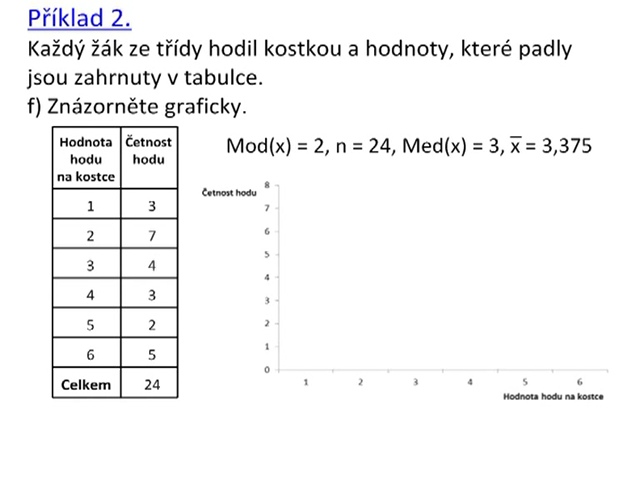 Příklad 2.
Každý žák ze třídy hodil kostkou a hodnoty, které padly
jsou zahrnuty v tabulce.
f) Znázorněte graficky.
Hodnota hodu na kostce Četnost hodu
1 3
2 7
3 4
4 3
5 2
6 5
Celkem 24
Mod(x) = 2, n = 24, Med(x) = 3, x̅ = 3,375
Četnost hodu
8
7
6
5
4
3
2
1
0
1 2 3 4 5 6
Hodnota hodu na kostce